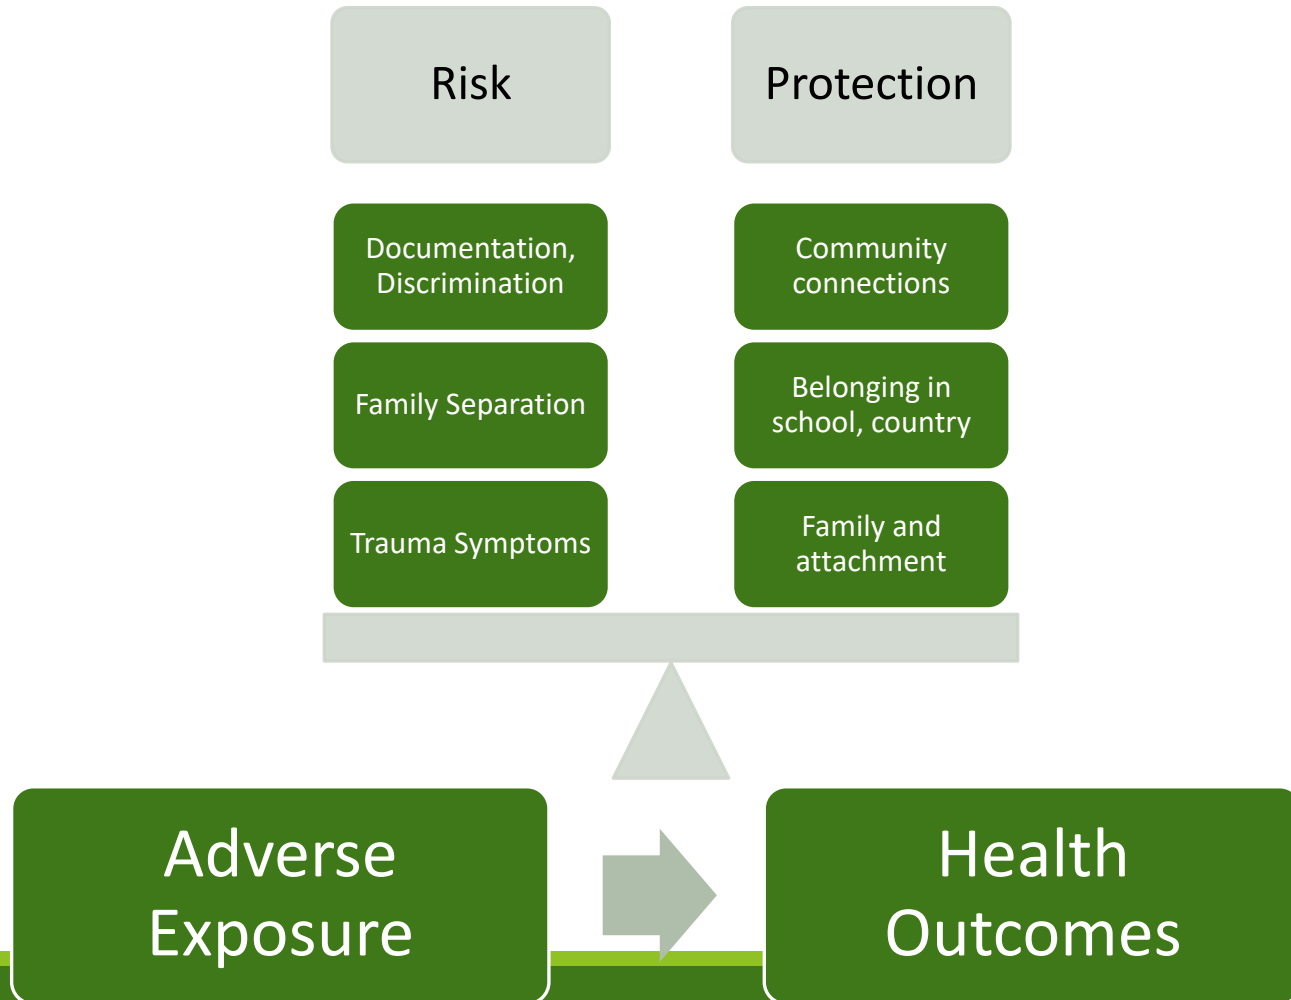 Risk
Protection
Documentation,
Discrimination
Community
connections
Family Separation
Belonging in
school, country
Trauma Symptoms
Family and
attachment
Adverse
Exposure
Health
Outcomes